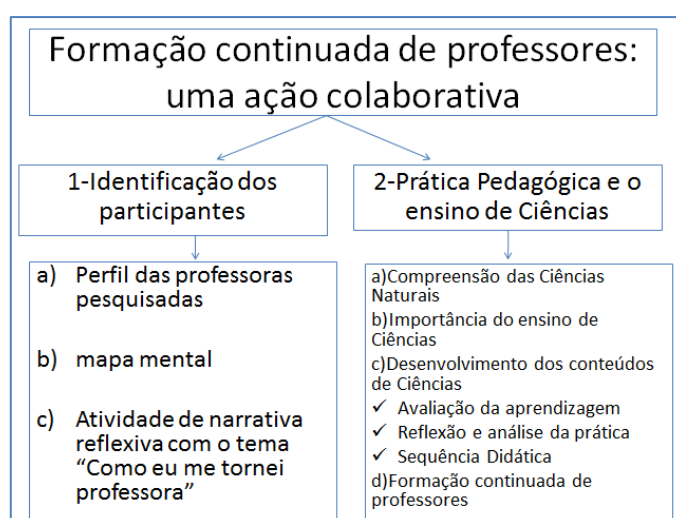 Formação continuada de professores:
uma ação colaborativa
1-Identificação dos
participantes
2-Prática Pedagógica e o
ensino de Ciências
a) Perfil das professoras
pesquisadas
b) mapa mental
c) Atividade de narrativa
reflexiva com o tema
“Como eu me tornei
professora”
a)Compreensão das Ciências
Naturais
b)Importância do ensino de
Ciências
c)Desenvolvimento dos conteúdos
de Ciências
✓ Avaliação da aprendizagem
✓ Reflexão e análise da prática
✓ Sequência Didática
d)Formação continuada de
professores